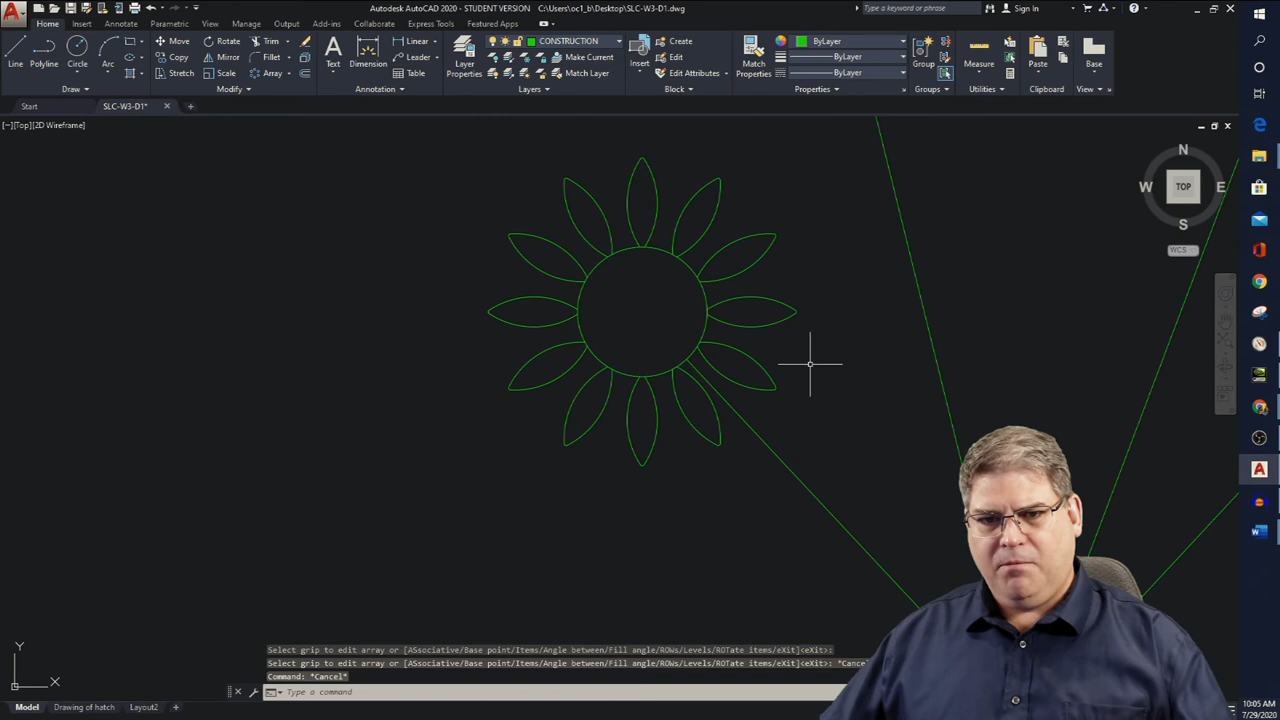 Autodesk AutoCAD 2020 - STUDENT VERSION C:\Users\oc1_b\Desktop\SLC-W3-D1.dwg
Type a keyword or phrase
Sign In
Home Insert Annotate Parametric View Manage Output Add-ins Collaborate Express Tools Featured Apps
Line Polyline Circle Arc
Move Rotate Trim
Copy Mirror Fillet
Stretch Scale Array
Text Dimension
Linear
Leader
Table
Layer Properties
CONSTRUCTION
Make Current
Match Layer
Insert
Create
Edit
Edit Attributes
Match Properties
ByLayer
ByLayer
ByLayer
Group
Measure
Paste
Base
Draw Modify Annotation Layers Block Properties Groups Utilities Clipboard View
Start SLC-W3-D1*
[−][Top][2D Wireframe]
N
W TOP E
S
WCS
Select grip to edit array or [ASsociative/Base point/Items/Angle between/Fill angle/ROWs/Levels/ROTate items/eXit]<eXit>:
Select grip to edit array or [ASsociative/Base point/Items/Angle between/Fill angle/ROWs/Levels/ROTate items/eXit]<eXit>: *Cancel
Command: *Cancel*
Type a command
Y
X
Model Drawing of hatch Layout2
10:05 AM
7/29/2020